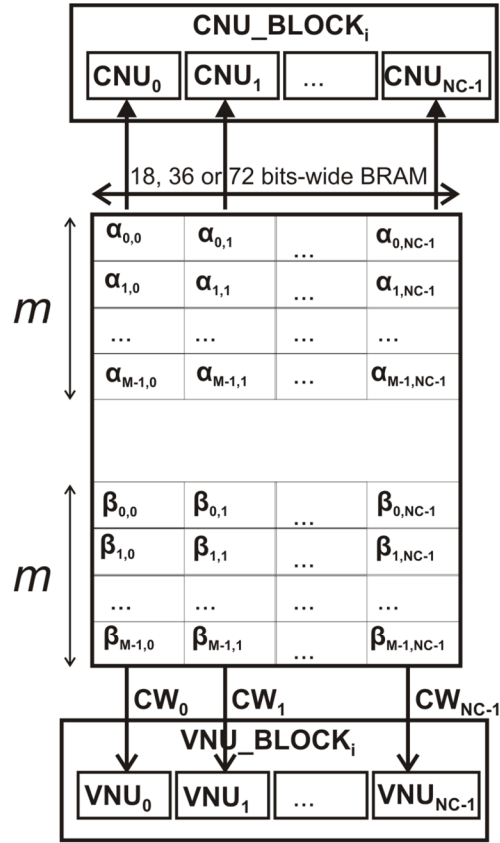 CNU_BLOCKi
CNU0 CNU1 ... CNUNC-1
18, 36 or 72 bits-wide BRAM
α0,0 α0,1 ... α0,NC-1
m
α1,0 α1,1 ... α1,NC-1
... ... ... ...
αM-1,0 αM-1,1 ... αM-1,NC-1
β0,0 β0,1 ... β0,NC-1
β1,0 β1,1 ... β1,NC-1
m
... ... ... ...
βM-1,0 βM-1,1 ... βM-1,NC-1
CW0 CW1 CWNC-1
VNU_BLOCKi
VNU0 VNU1 ... VNUNC-1